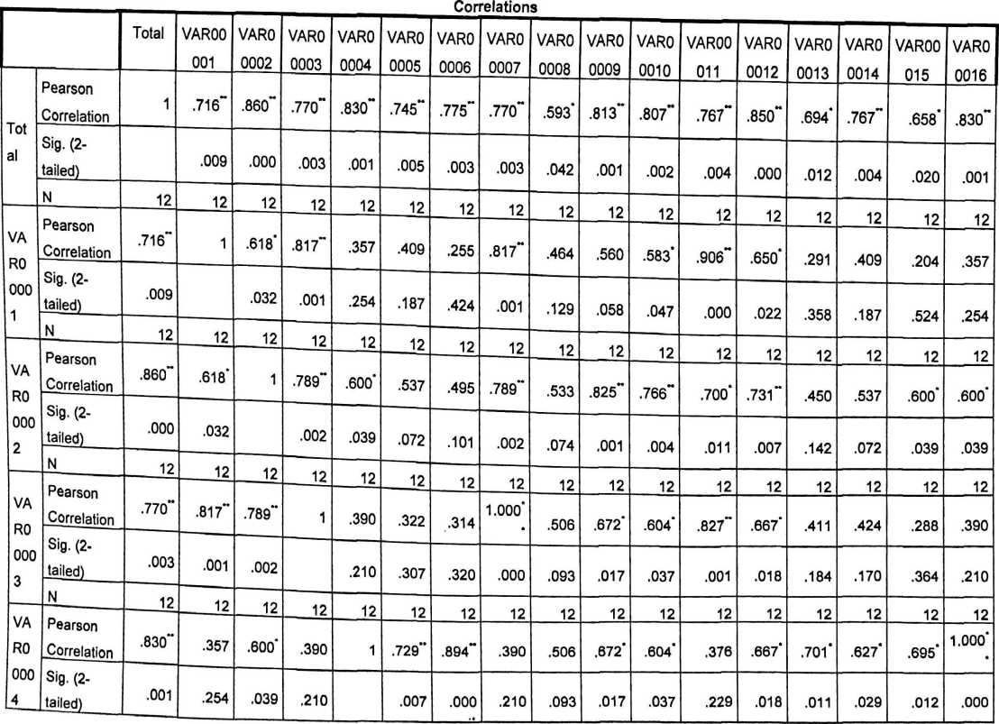 Correlations
Total VAR00001 VAR00002 VAR00003 VAR00004 VAR00005 VAR00006 VAR00007 VAR00008 VAR00009 VAR00010 VAR00011 VAR00012 VAR00013 VAR00014 VAR00015 VAR00016
Total Pearson Correlation 1 .716** .860** .770** .830** .745** .775** .770** .593* .813** .807** .767** .850** .694* .767** .658* .830**
Sig. (2-tailed) .009 .000 .003 .001 .005 .003 .003 .042 .001 .002 .004 .000 .012 .004 .020 .001
N 12 12 12 12 12 12 12 12 12 12 12 12 12 12 12 12 12
VAR00001 Pearson Correlation .716** 1 .618* .817** .357 .409 .255 .817** .464 .560 .583* .906** .650* .291 .409 .204 .357
Sig. (2-tailed) .009 .032 .001 .254 .187 .424 .001 .129 .058 .047 .000 .022 .358 .187 .524 .254
N 12 12 12 12 12 12 12 12 12 12 12 12 12 12 12 12 12
VAR00002 Pearson Correlation .860** .618* 1 .789** .600* .537 .495 .789** .533 .825** .766** .700* .731** .450 .537 .600* .600*
Sig. (2-tailed) .000 .032 .002 .039 .072 .101 .002 .074 .001 .004 .011 .007 .142 .072 .039 .039
N 12 12 12 12 12 12 12 12 12 12 12 12 12 12 12 12 12
VAR00003 Pearson Correlation .770** .817** .789** 1 .390 .322 .314 1.000** .506 .672* .604* .827** .667* .411 .424 .288 .390
Sig. (2-tailed) .003 .001 .002 .210 .307 .320 .000 .093 .017 .037 .001 .018 .184 .170 .364 .210
N 12 12 12 12 12 12 12 12 12 12 12 12 12 12 12 12 12
VAR00004 Pearson Correlation .830** .357 .600* .390 1 .729** .894** .390 .506 .672* .604* .376 .667* .701* .627* .695* 1.000**
Sig. (2-tailed) .001 .254 .039 .210 .007 .000 .210 .093 .017 .037 .229 .018 .011 .029 .012 .000